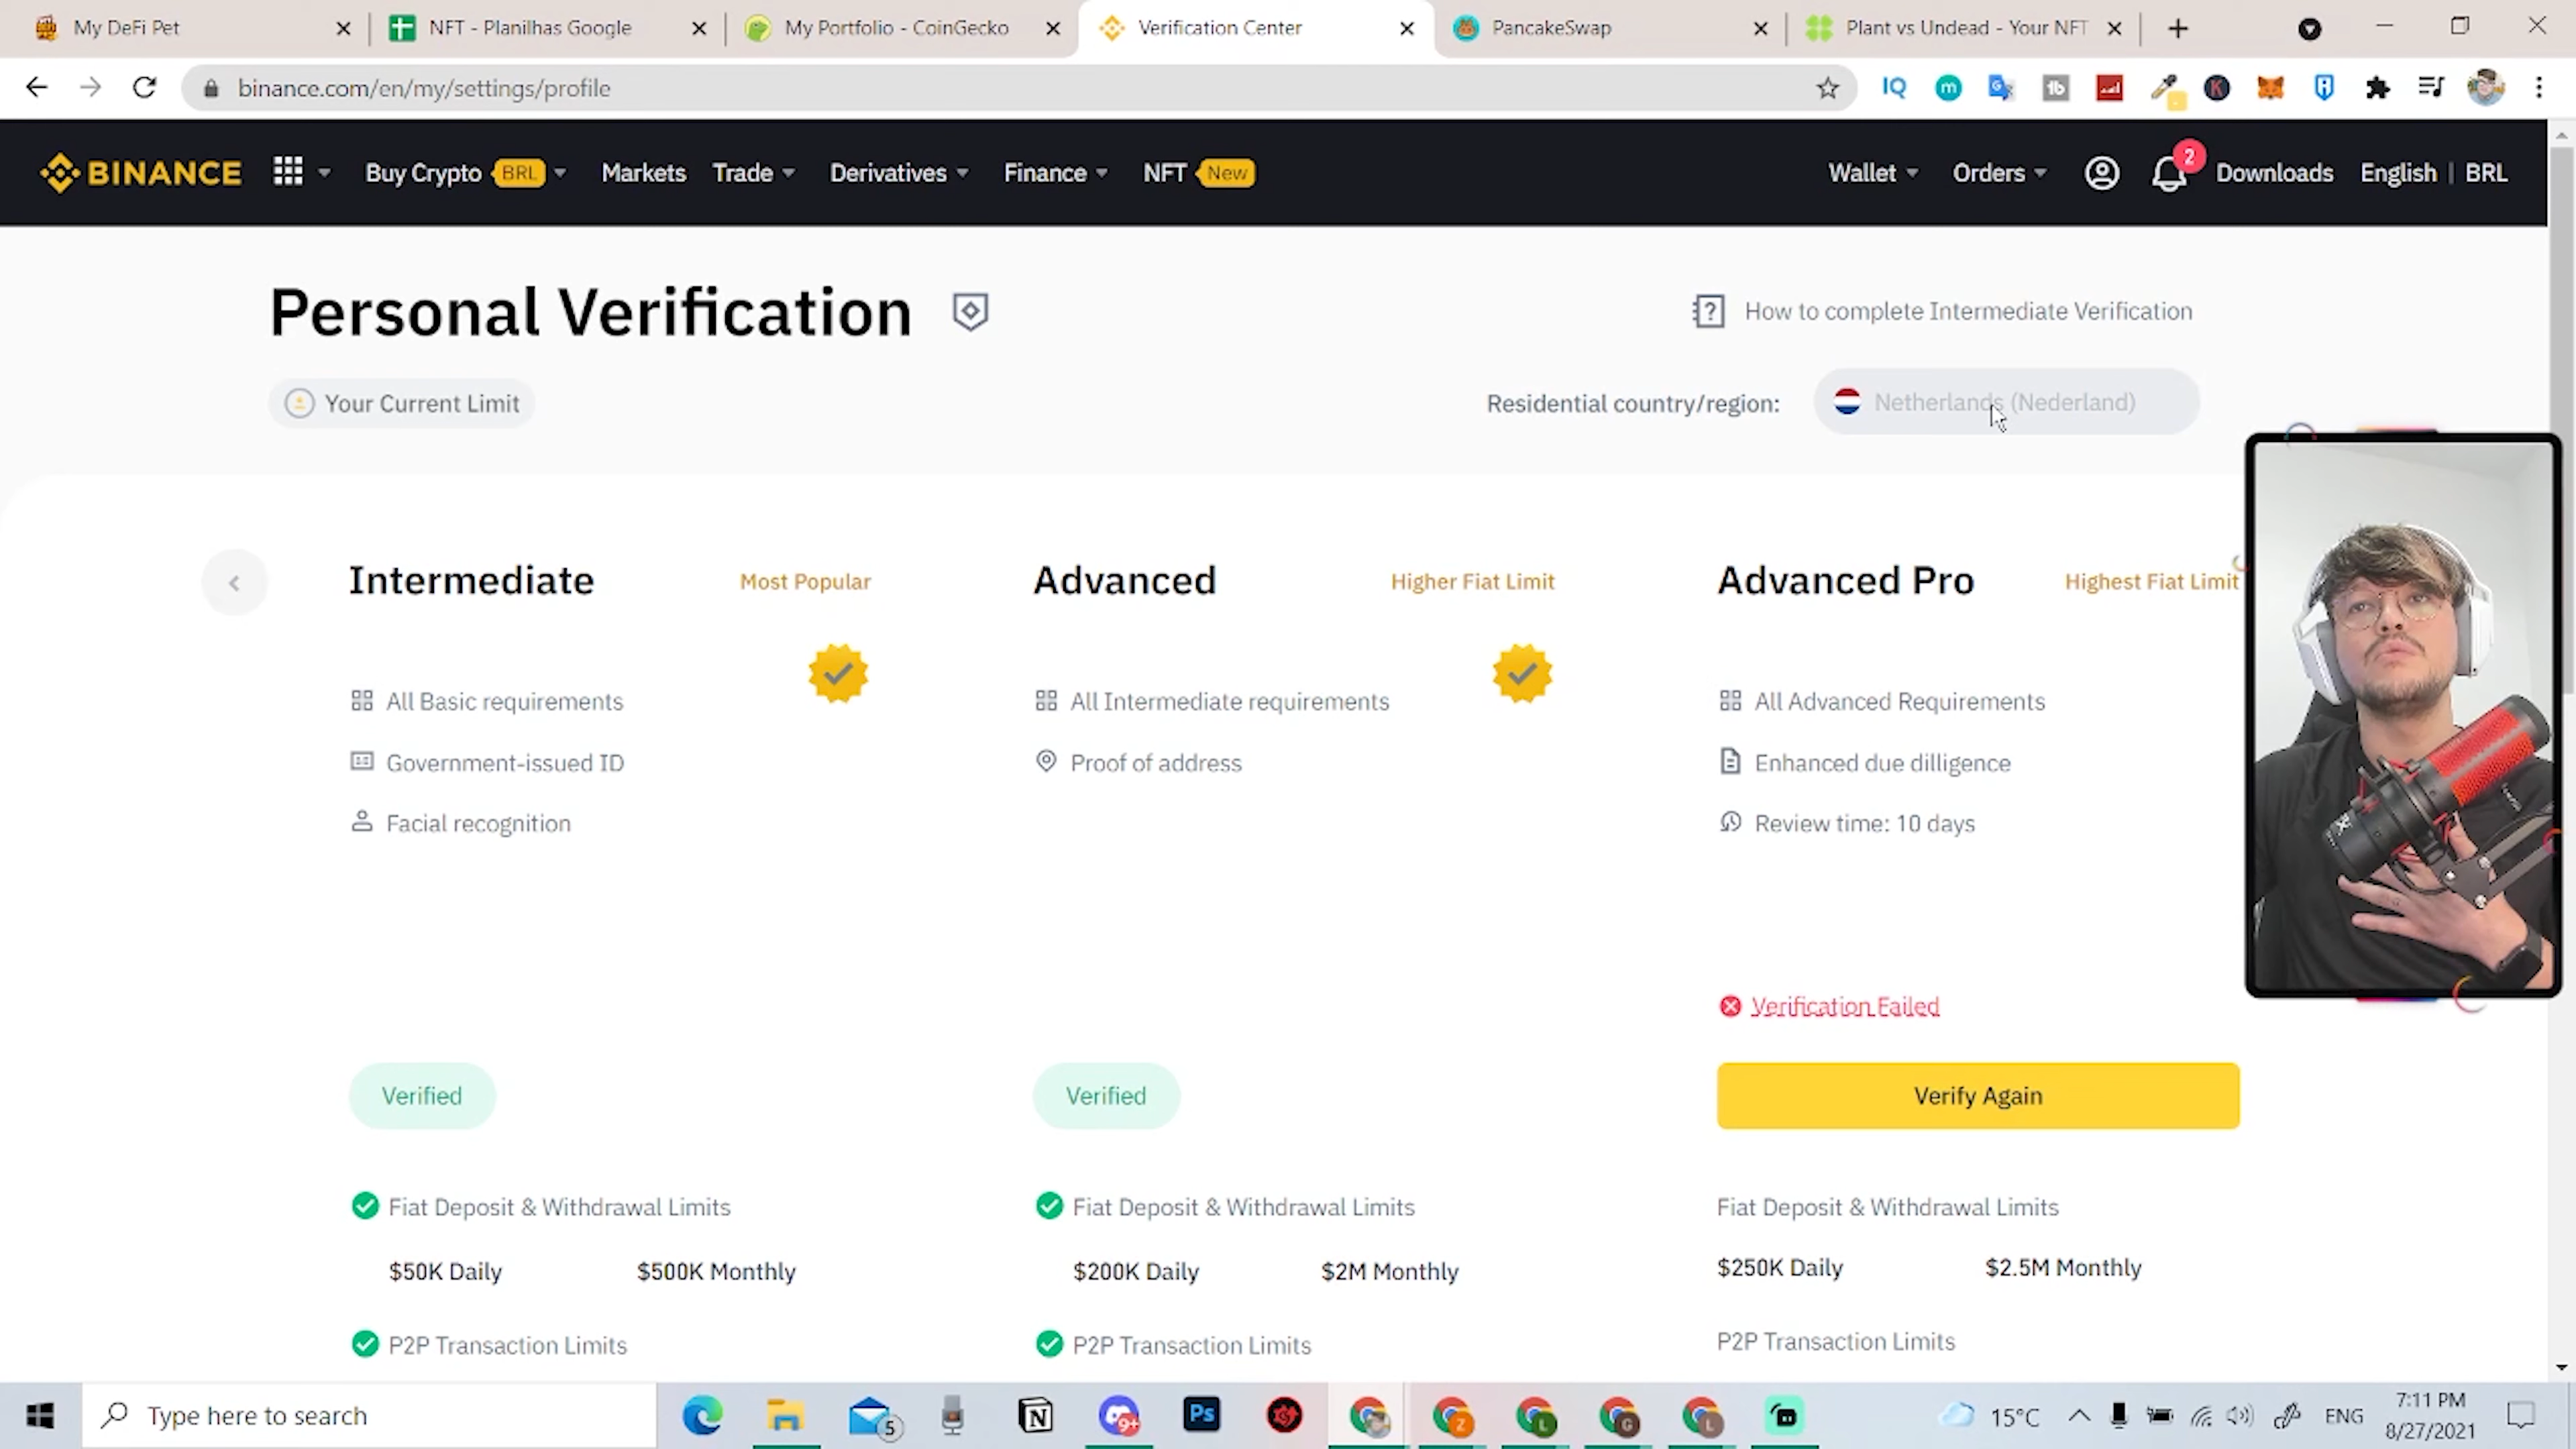 My DeFi Pet
NFT - Planilhas Google
My Portfolio - CoinGecko
Verification Center
PancakeSwap
Plant vs Undead - Your NFT
binance.com/en/my/settings/profile
IQ
BINANCE
Buy Crypto BRL
Markets
Trade
Derivatives
Finance
NFT New
Wallet
Orders
2
Downloads
English | BRL
Personal Verification
How to complete Intermediate Verification
Your Current Limit
Residential country/region:
Netherlands (Nederland)
Intermediate
Most Popular
All Basic requirements
Government-issued ID
Facial recognition
Verified
Fiat Deposit & Withdrawal Limits
$50K Daily
$500K Monthly
P2P Transaction Limits
Advanced
Higher Fiat Limit
All Intermediate requirements
Proof of address
Verified
Fiat Deposit & Withdrawal Limits
$200K Daily
$2M Monthly
P2P Transaction Limits
Advanced Pro
Highest Fiat Limit
All Advanced Requirements
Enhanced due dilligence
Review time: 10 days
Verification Failed
Verify Again
Fiat Deposit & Withdrawal Limits
$250K Daily
$2.5M Monthly
P2P Transaction Limits
Type here to search
5
9+
Ps
Z
L
G
L
15°C
ENG
7:11 PM
8/27/2021